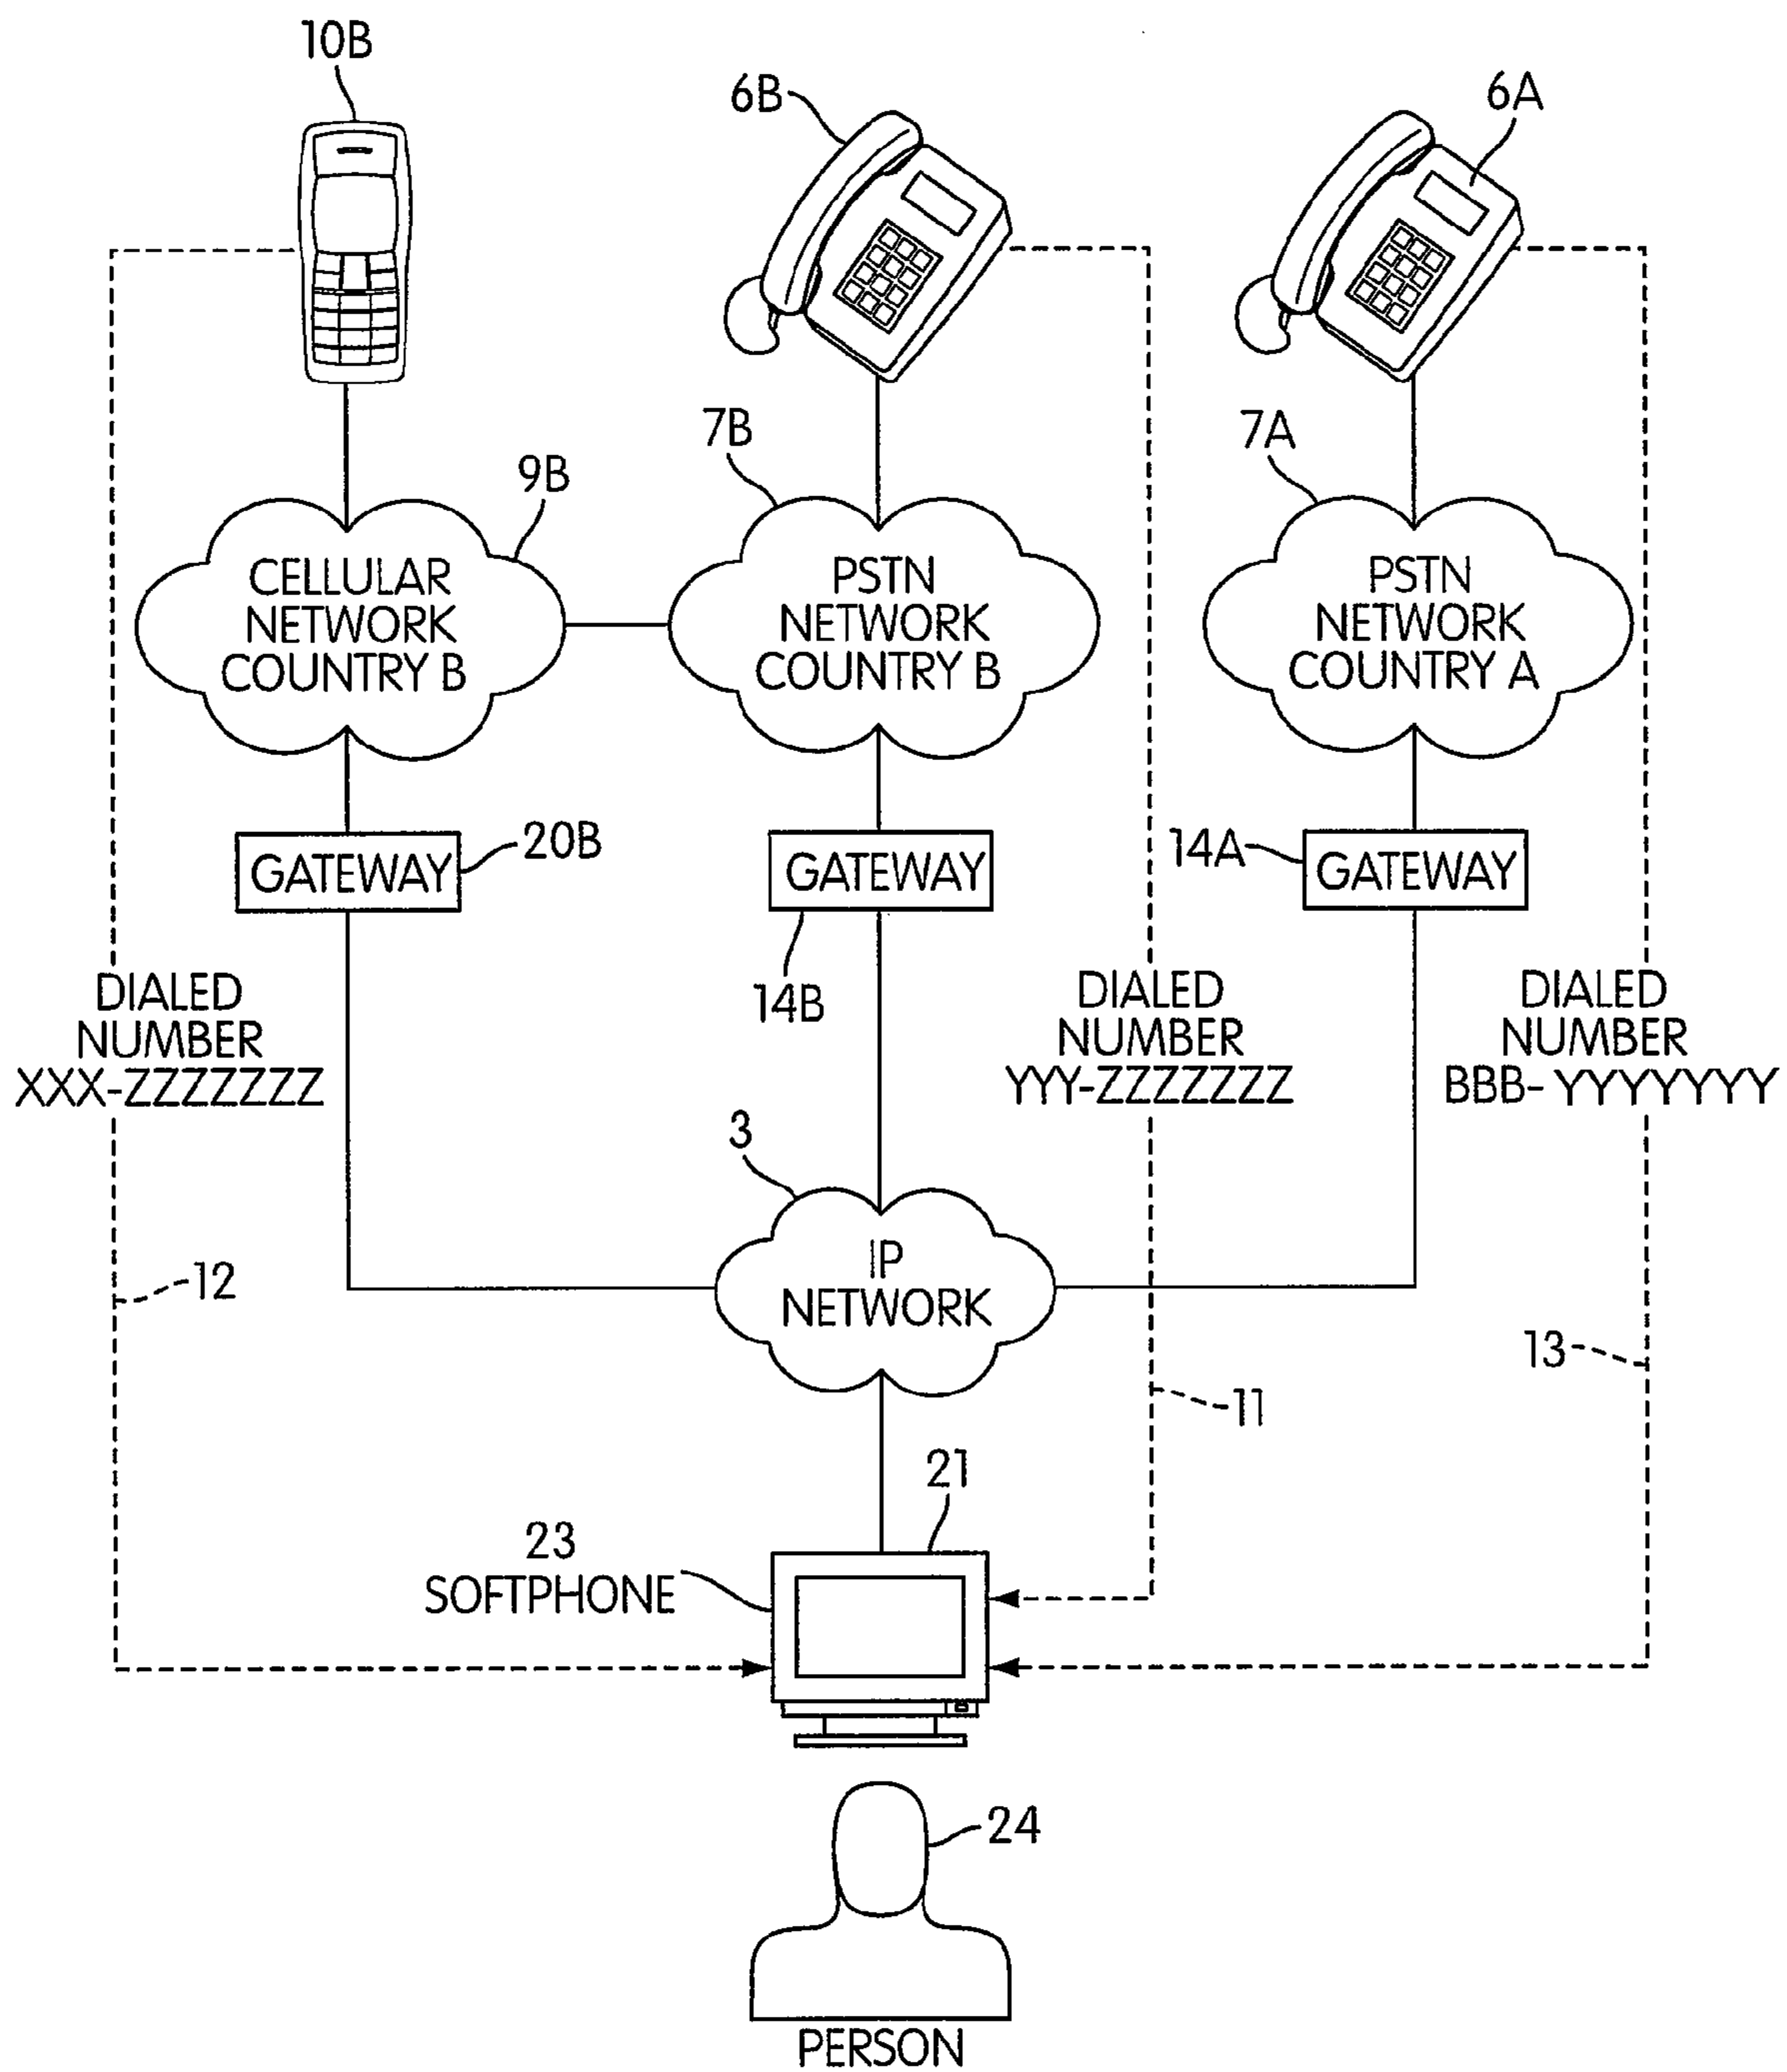 10B
6B
6A
7B
7A
9B
CELLULAR
NETWORK
COUNTRY B
PSTN
NETWORK
COUNTRY B
PSTN
NETWORK
COUNTRY A
GATEWAY
20B
GATEWAY
14B
14A
GATEWAY
DIALED
NUMBER
XXX-ZZZZZZZ
DIALED
NUMBER
YYY-ZZZZZZZ
DIALED
NUMBER
BBB-YYYYYYY
3
IP
NETWORK
12
13
11
21
23
SOFTPHONE
24
PERSON